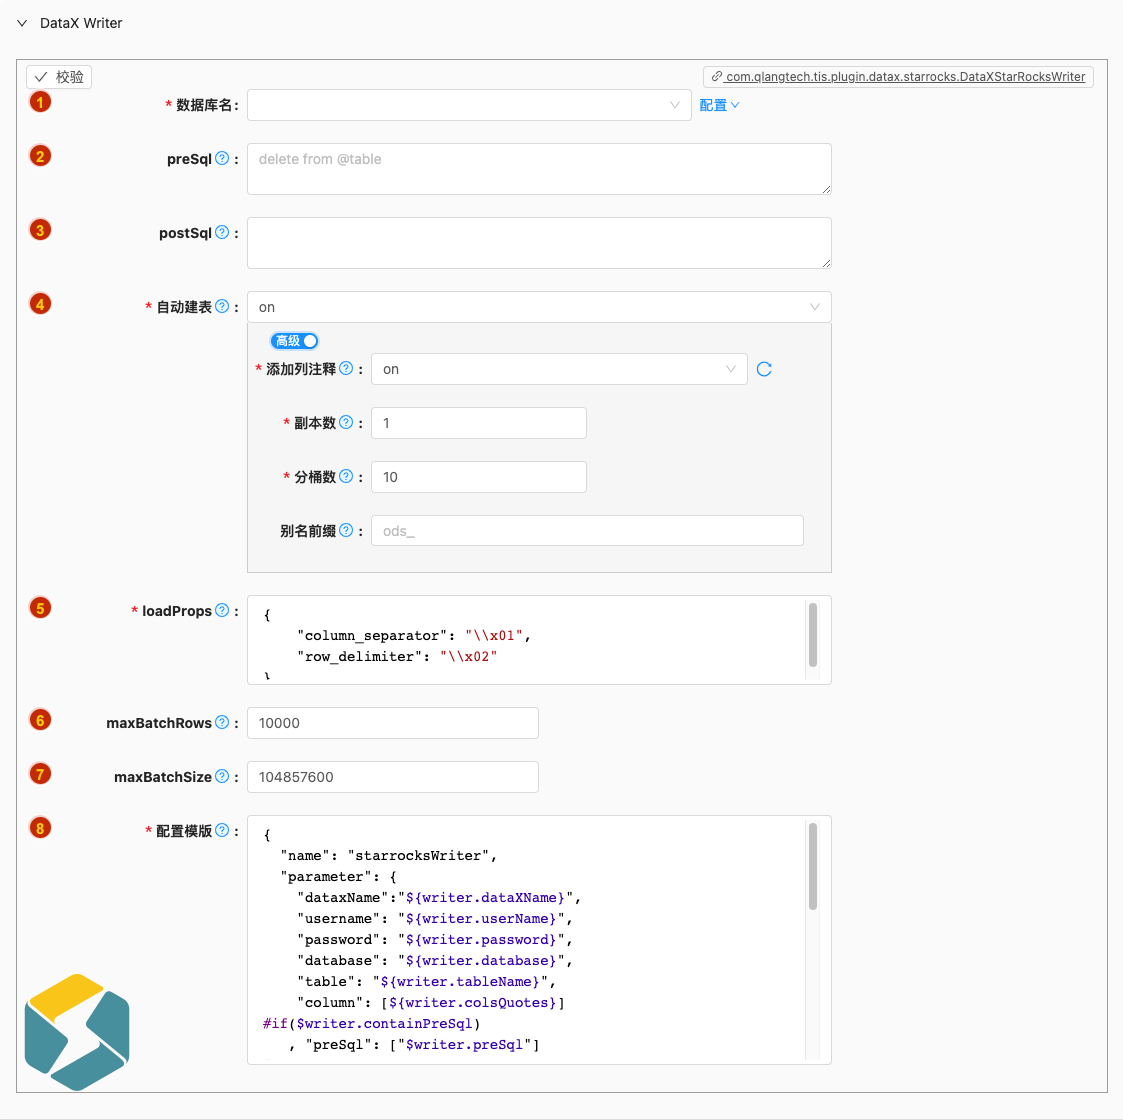 DataX Writer
校验
com.qlangtech.tis.plugin.datax.starrocks.DataXStarRocksWriter
1 * 数据库名: 配置
2 preSql ? : delete from @table
3 postSql ? :
4 * 自动建表 ? : on
高级
* 添加列注释 ? : on
* 副本数 ? : 1
* 分桶数 ? : 10
别名前缀 ? : ods_
5 * loadProps ? : {
"column_separator": "\\x01",
"row_delimiter": "\\x02"
}
6 maxBatchRows ? : 10000
7 maxBatchSize ? : 104857600
8 * 配置模版 ? : {
"name": "starrocksWriter",
"parameter": {
"dataxName":"${writer.dataXName}",
"username": "${writer.userName}",
"password": "${writer.password}",
"database": "${writer.database}",
"table": "${writer.tableName}",
"column": [${writer.colsQuotes}]
#if($writer.containPreSql)
, "preSql": ["$writer.preSql"]